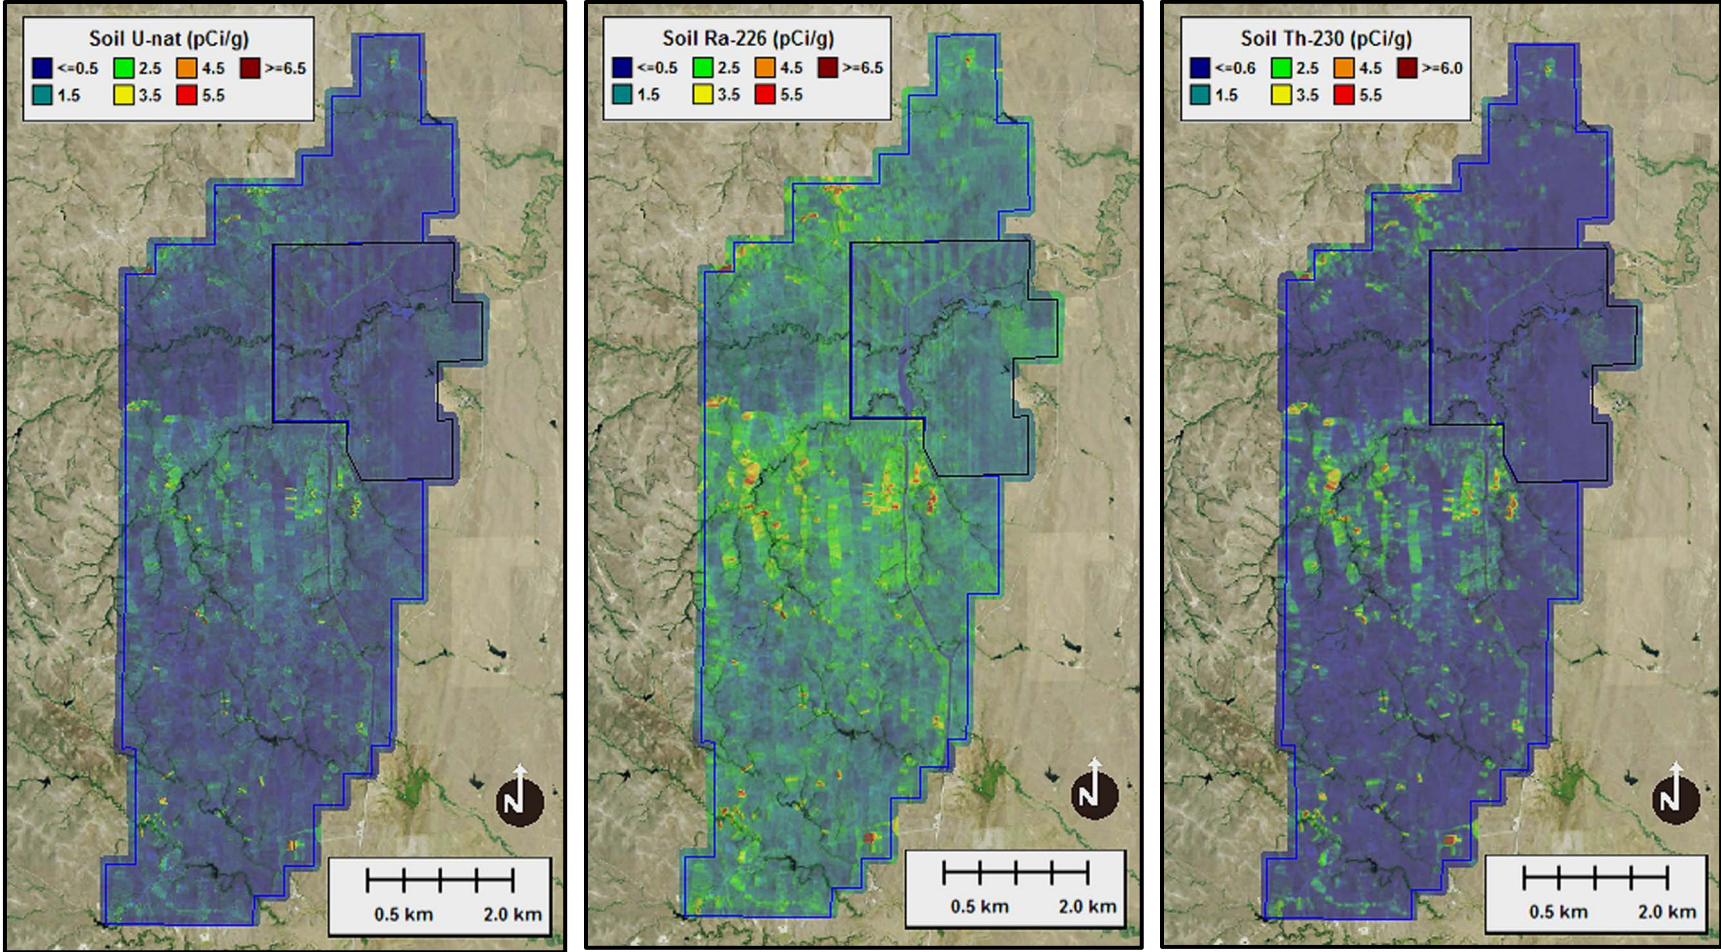 Soil U-nat (pCi/g)
<=0.5 2.5 4.5 >=6.5
1.5 3.5 5.5
N
0.5 km 2.0 km
Soil Ra-226 (pCi/g)
<=0.5 2.5 4.5 >=6.5
1.5 3.5 5.5
N
0.5 km 2.0 km
Soil Th-230 (pCi/g)
<=0.6 2.5 4.5 >=6.0
1.5 3.5 5.5
N
0.5 km 2.0 km